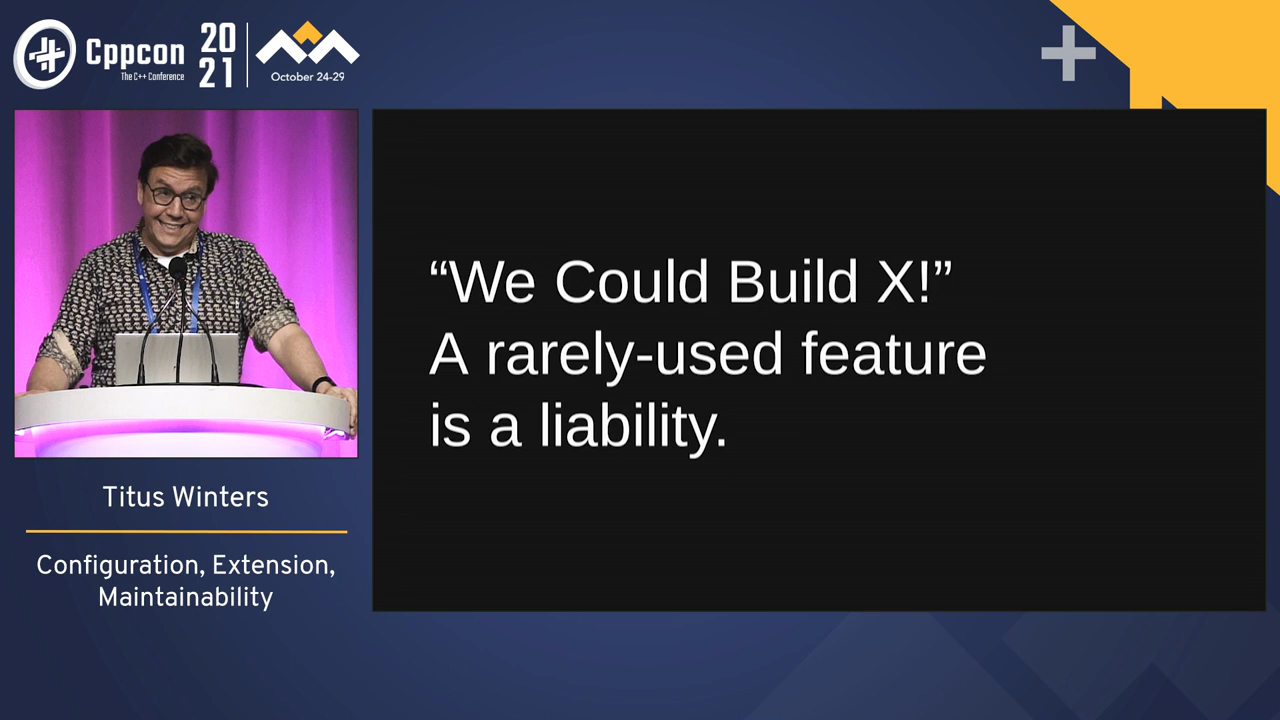 Cppcon
The C++ Conference
20
21
October 24-29
“We Could Build X!”
A rarely-used feature
is a liability.
Titus Winters
Configuration, Extension,
Maintainability